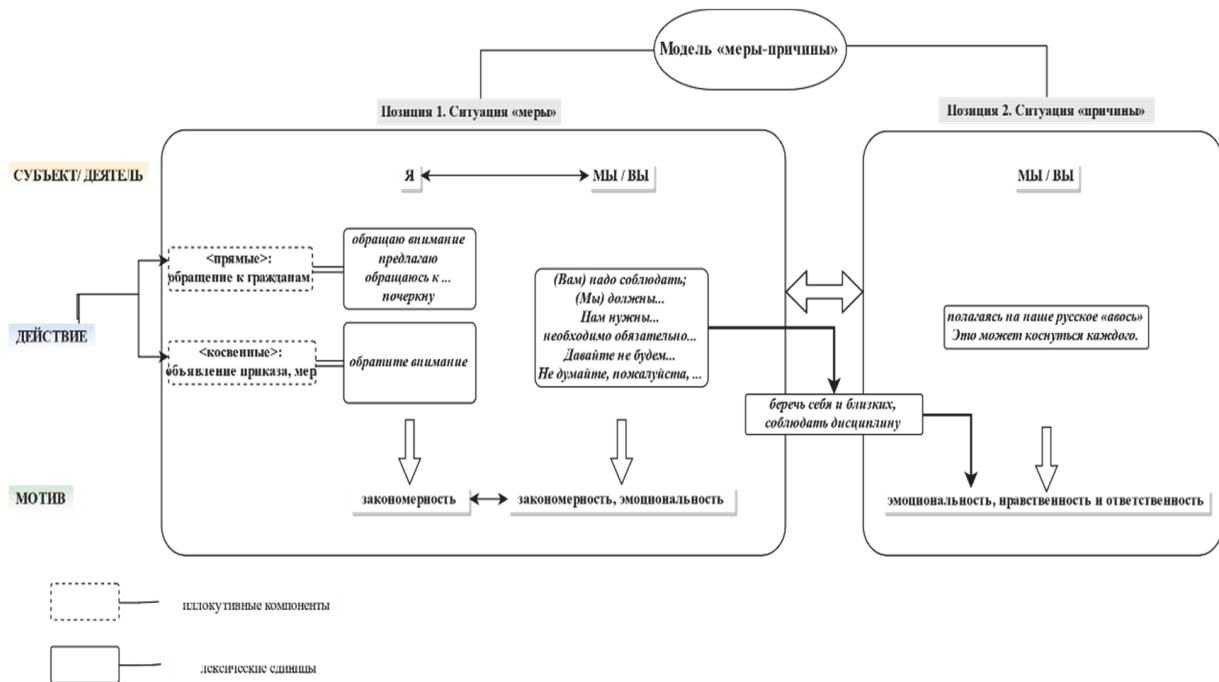 Модель «меры-причины»
Позиция 1. Ситуация «меры»
Позиция 2. Ситуация «причины»
СУБЪЕКТ/ ДЕЯТЕЛЬ
Я
МЫ / ВЫ
МЫ / ВЫ
ДЕЙСТВИЕ
<прямые>:
обращение к гражданам
обращаю внимание
предлагаю
обращаюсь к ...
почеркну
<косвенные>:
объявление приказа, мер
обратите внимание
(Вам) надо соблюдать;
(Мы) должны...
Нам нужны...
необходимо обязательно...
Давайте не будем...
Не думайте, пожалуйста, ...
полагаясь на наше русское «авось»
Это может коснуться каждого.
беречь себя и близких,
соблюдать дисциплину
МОТИВ
закономерность
закономерность, эмоциональность
эмоциональность, нравственность и ответственность
иллокутивные компоненты
лексические единицы